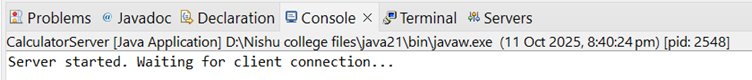 Problems @ Javadoc Declaration Console × Terminal Servers
CalculatorServer [Java Application] D:\Nishu college files\java21\bin\javaw.exe (11 Oct 2025, 8:40:24 pm) [pid: 2548]
Server started. Waiting for client connection...